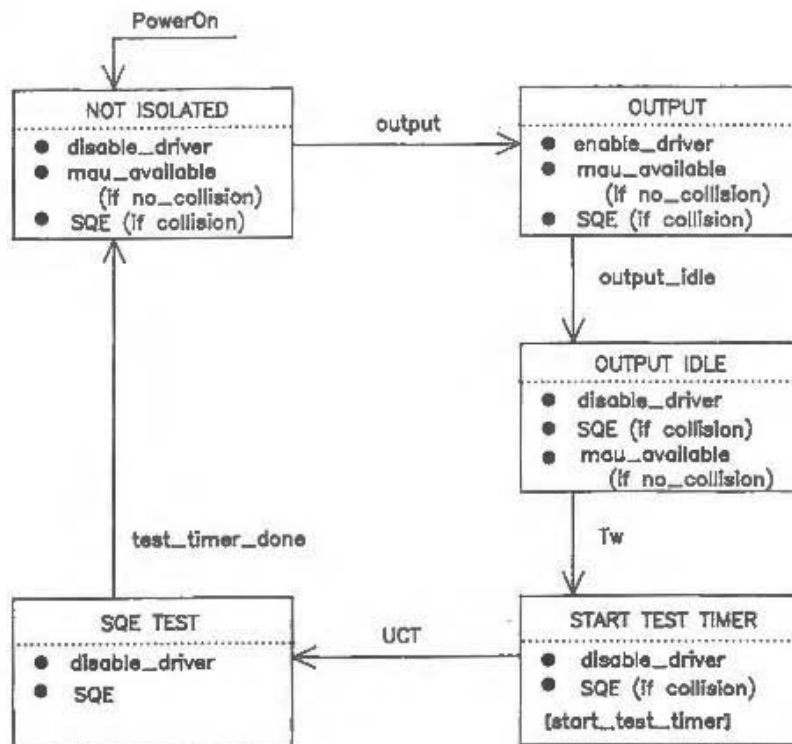 PowerOn
NOT ISOLATED
● disable_driver
● mau_available
(if no_collision)
● SQE (if collision)
output
OUTPUT
● enable_driver
● mau_available
(if no_collision)
● SQE (if collision)
output_idle
OUTPUT IDLE
● disable_driver
● SQE (if collision)
● mau_available
(if no_collision)
Tw
START TEST TIMER
● disable_driver
● SQE (if collision)
[start_test_timer]
UCT
SQE TEST
● disable_driver
● SQE
test_timer_done